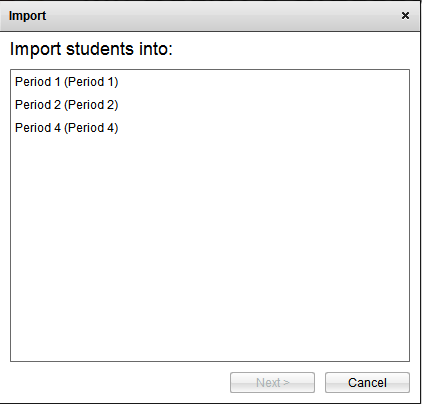 Import
Import students into:
Period 1 (Period 1)
Period 2 (Period 2)
Period 4 (Period 4)
Next >
Cancel